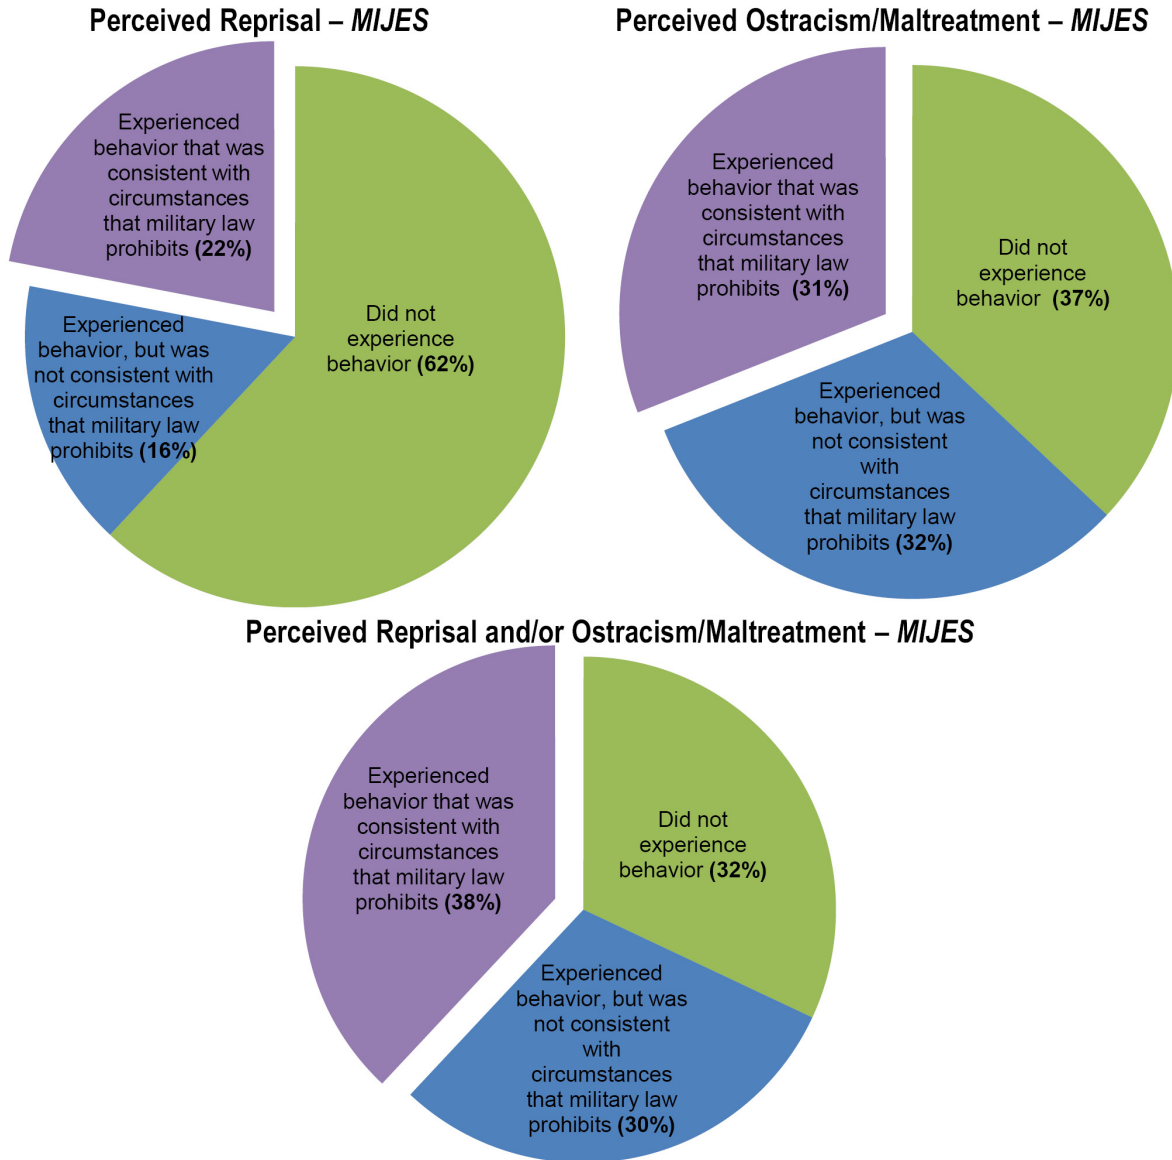 Perceived Reprisal – MIJES
Experienced
behavior that was
consistent with
circumstances
that military law
prohibits (22%)
Experienced
behavior, but was
not consistent with
circumstances
that military law
prohibits (16%)
Did not
experience
behavior (62%)
Perceived Ostracism/Maltreatment – MIJES
Experienced
behavior that was
consistent with
circumstances
that military law
prohibits (31%)
Did not
experience
behavior (37%)
Experienced
behavior, but was
not consistent
with
circumstances
that military law
prohibits (32%)
Perceived Reprisal and/or Ostracism/Maltreatment – MIJES
Experienced
behavior that was
consistent with
circumstances
that military law
prohibits (38%)
Did not
experience
behavior (32%)
Experienced
behavior, but was
not consistent
with
circumstances
that military law
prohibits (30%)